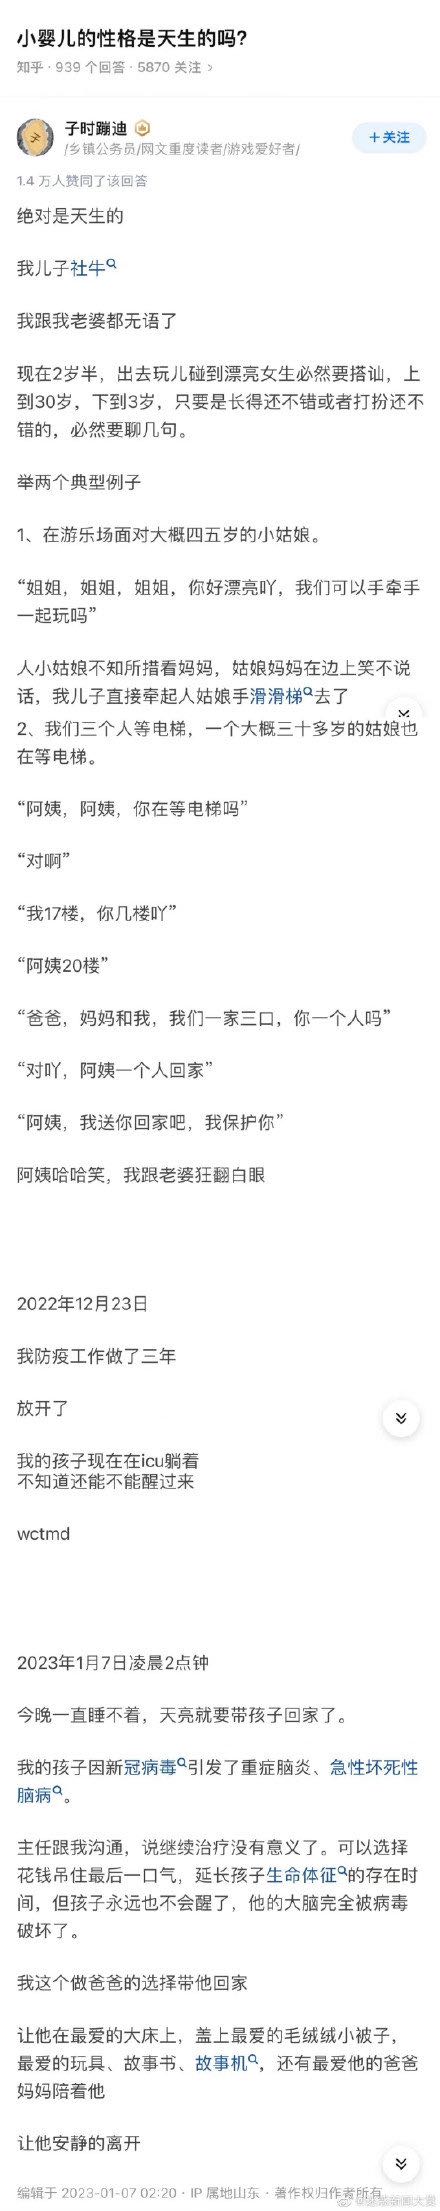 小婴儿的性格是天生的吗?
知乎 · 939 个回答 · 5870 关注 >
子时蹦迪
/乡镇公务员/网文重度读者/游戏爱好者/
+关注
1.4 万人赞同了该回答
绝对是天生的
我儿子社牛
我跟我老婆都无语了
现在2岁半，出去玩儿碰到漂亮女生必然要搭讪，上
到30岁，下到3岁，只要是长得还不错或者打扮还不
错的，必然要聊几句。
举两个典型例子
1、在游乐场面对大概四五岁的小姑娘。
“姐姐，姐姐，姐姐，你好漂亮吖，我们可以手牵手
一起玩吗”
人小姑娘不知所措看妈妈，姑娘妈妈在边上笑不说
话，我儿子直接牵起人姑娘手滑滑梯去了
2、我们三个人等电梯，一个大概三十多岁的姑娘也
在等电梯。
“阿姨，阿姨，你在等电梯吗”
“对啊”
“我17楼，你几楼吖”
“阿姨20楼”
“爸爸，妈妈和我，我们一家三口，你一个人吗”
“对吖，阿姨一个人回家”
“阿姨，我送你回家吧，我保护你”
阿姨哈哈笑，我跟老婆狂翻白眼
2022年12月23日
我防疫工作做了三年
放开了
我的孩子现在在icu躺着
不知道还能不能醒过来
wctmd
2023年1月7日凌晨2点钟
今晚一直睡不着，天亮就要带孩子回家了。
我的孩子因新冠病毒引发了重症脑炎、急性坏死性
脑病。
主任跟我沟通，说继续治疗没有意义了。可以选择
花钱吊住最后一口气，延长孩子生命体征的存在时
间，但孩子永远也不会醒了，他的大脑完全被病毒
破坏了。
我这个做爸爸的选择带他回家
让他在最爱的大床上，盖上最爱的毛绒绒小被子，
最爱的玩具、故事书、故事机，还有最爱他的爸爸
妈妈陪着他
让他安静的离开
编辑于 2023-01-07 02:20 · IP 属地山东 · 著作权归作者所有